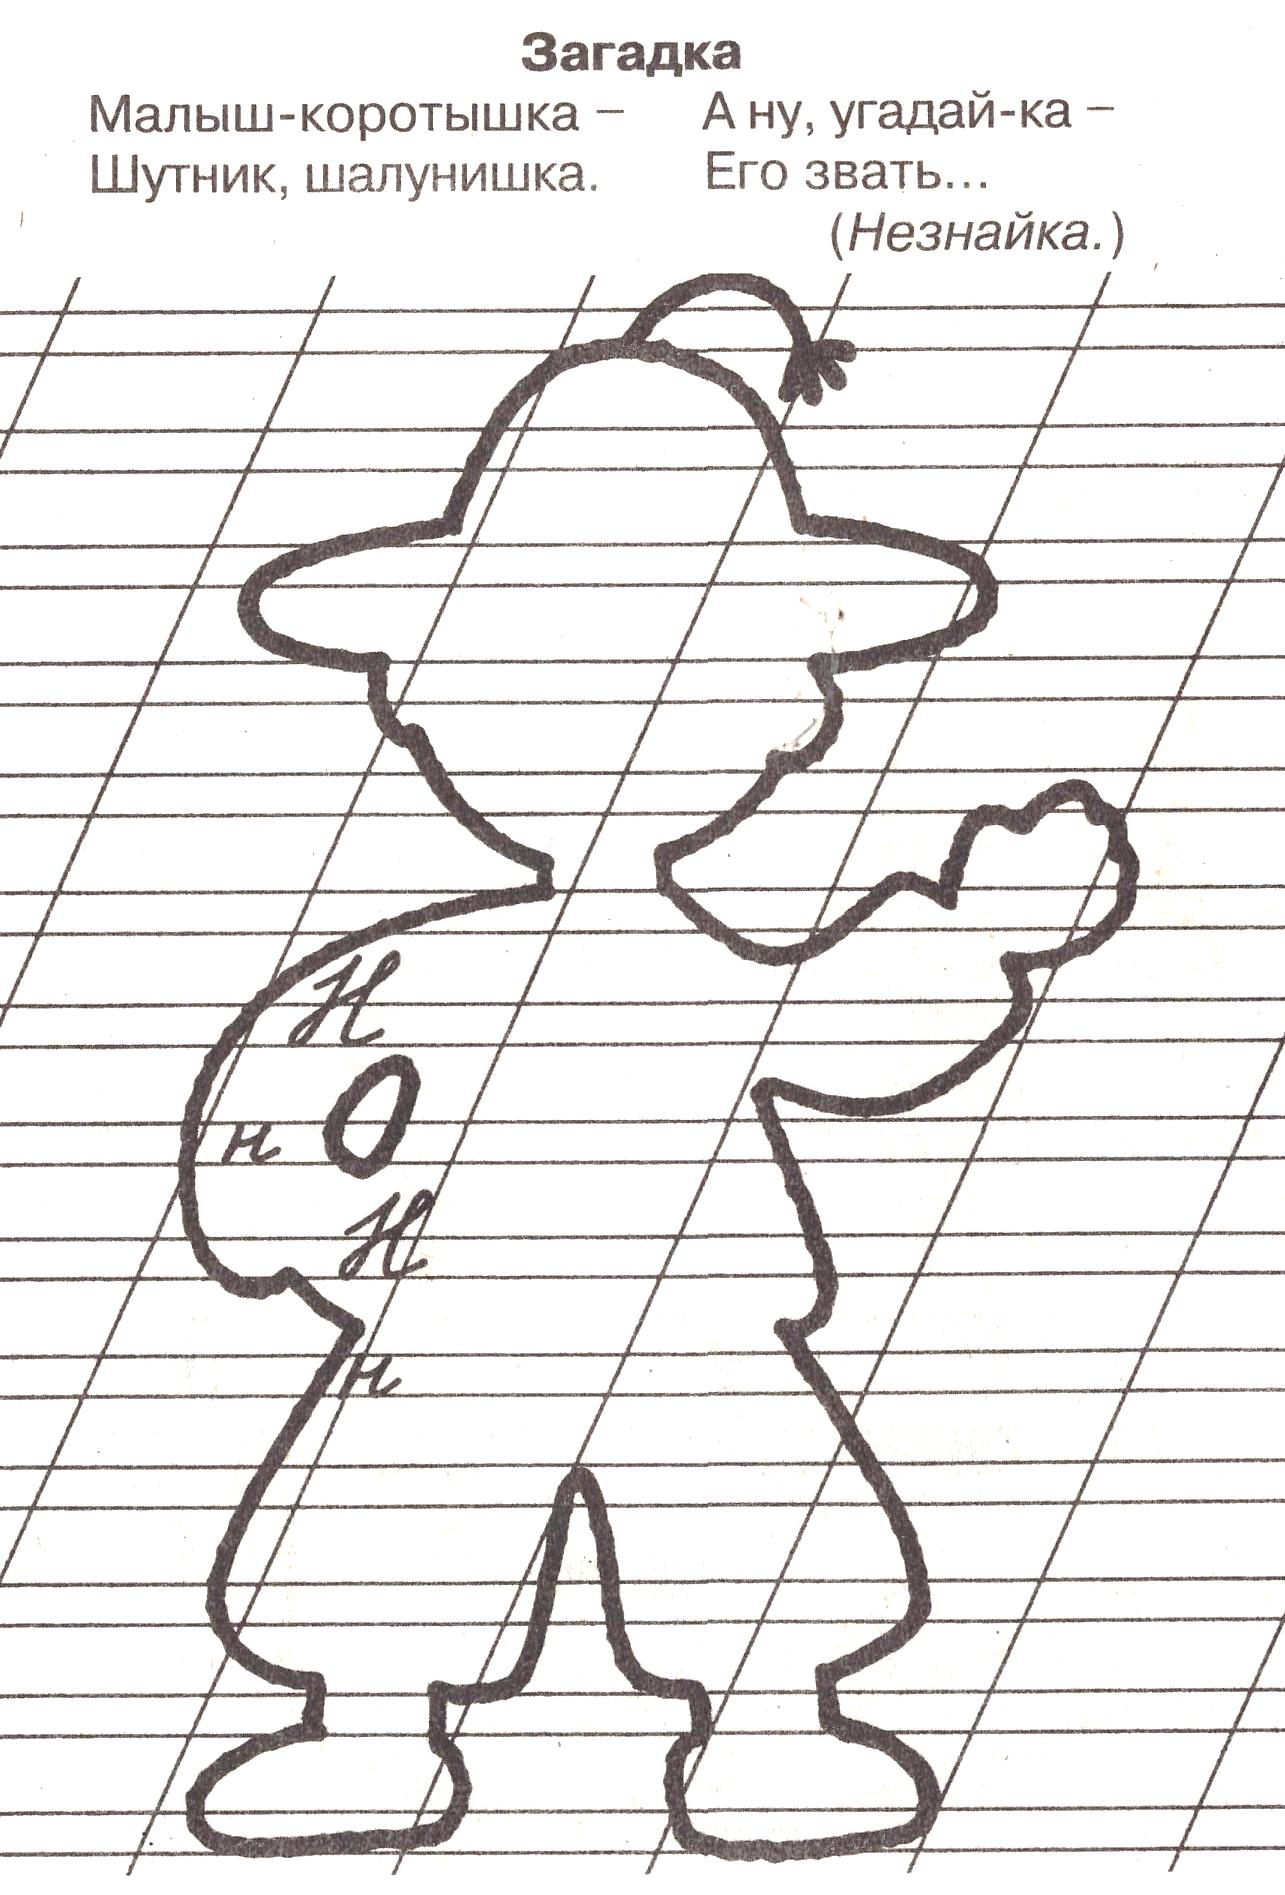 Загадка
Малыш-коротышка –
Шутник, шалунишка.
А ну, угадай-ка –
Его звать...
(Незнайка.)
Н
н
Н
н